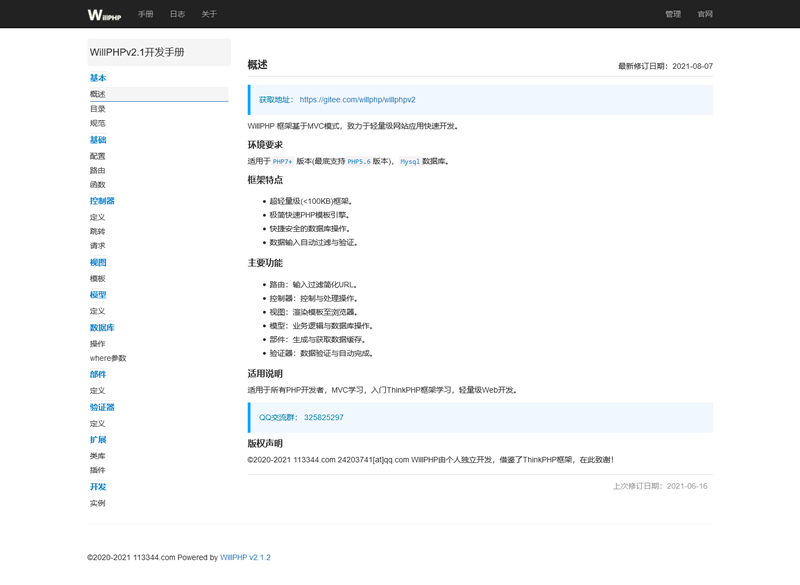 WillPHP 手册 日志 关于 管理 官网
WillPHPv2.1开发手册
基本
概述
目录
规范
基础
配置
路由
函数
控制器
定义
跳转
请求
视图
模板
模型
定义
数据库
操作
where参数
部件
定义
验证器
定义
扩展
类库
插件
开发
实例
概述 最新修订日期：2021-08-07
获取地址： https://gitee.com/willphp/willphpv2
WillPHP 框架基于MVC模式，致力于轻量级网站应用快速开发。
环境要求
适用于 PHP7+ 版本(最底支持 PHP5.6 版本)， Mysql 数据库。
框架特点
超轻量级(<100KB)框架。
极简快速PHP模板引擎。
快捷安全的数据库操作。
数据输入自动过滤与验证。
主要功能
路由：输入过滤简化URL。
控制器：控制与处理操作。
视图：渲染模板至浏览器。
模型：业务逻辑与数据库操作。
部件：生成与获取数据缓存。
验证器：数据验证与自动完成。
适用说明
适用于所有PHP开发者，MVC学习，入门ThinkPHP框架学习，轻量级Web开发。
QQ交流群： 325825297
版权声明
©2020-2021 113344.com 24203741[at]qq.com WillPHP由个人独立开发，借鉴了ThinkPHP框架，在此致谢！
上次修订日期：2021-06-16
©2020-2021 113344.com Powered by WillPHP v2.1.2